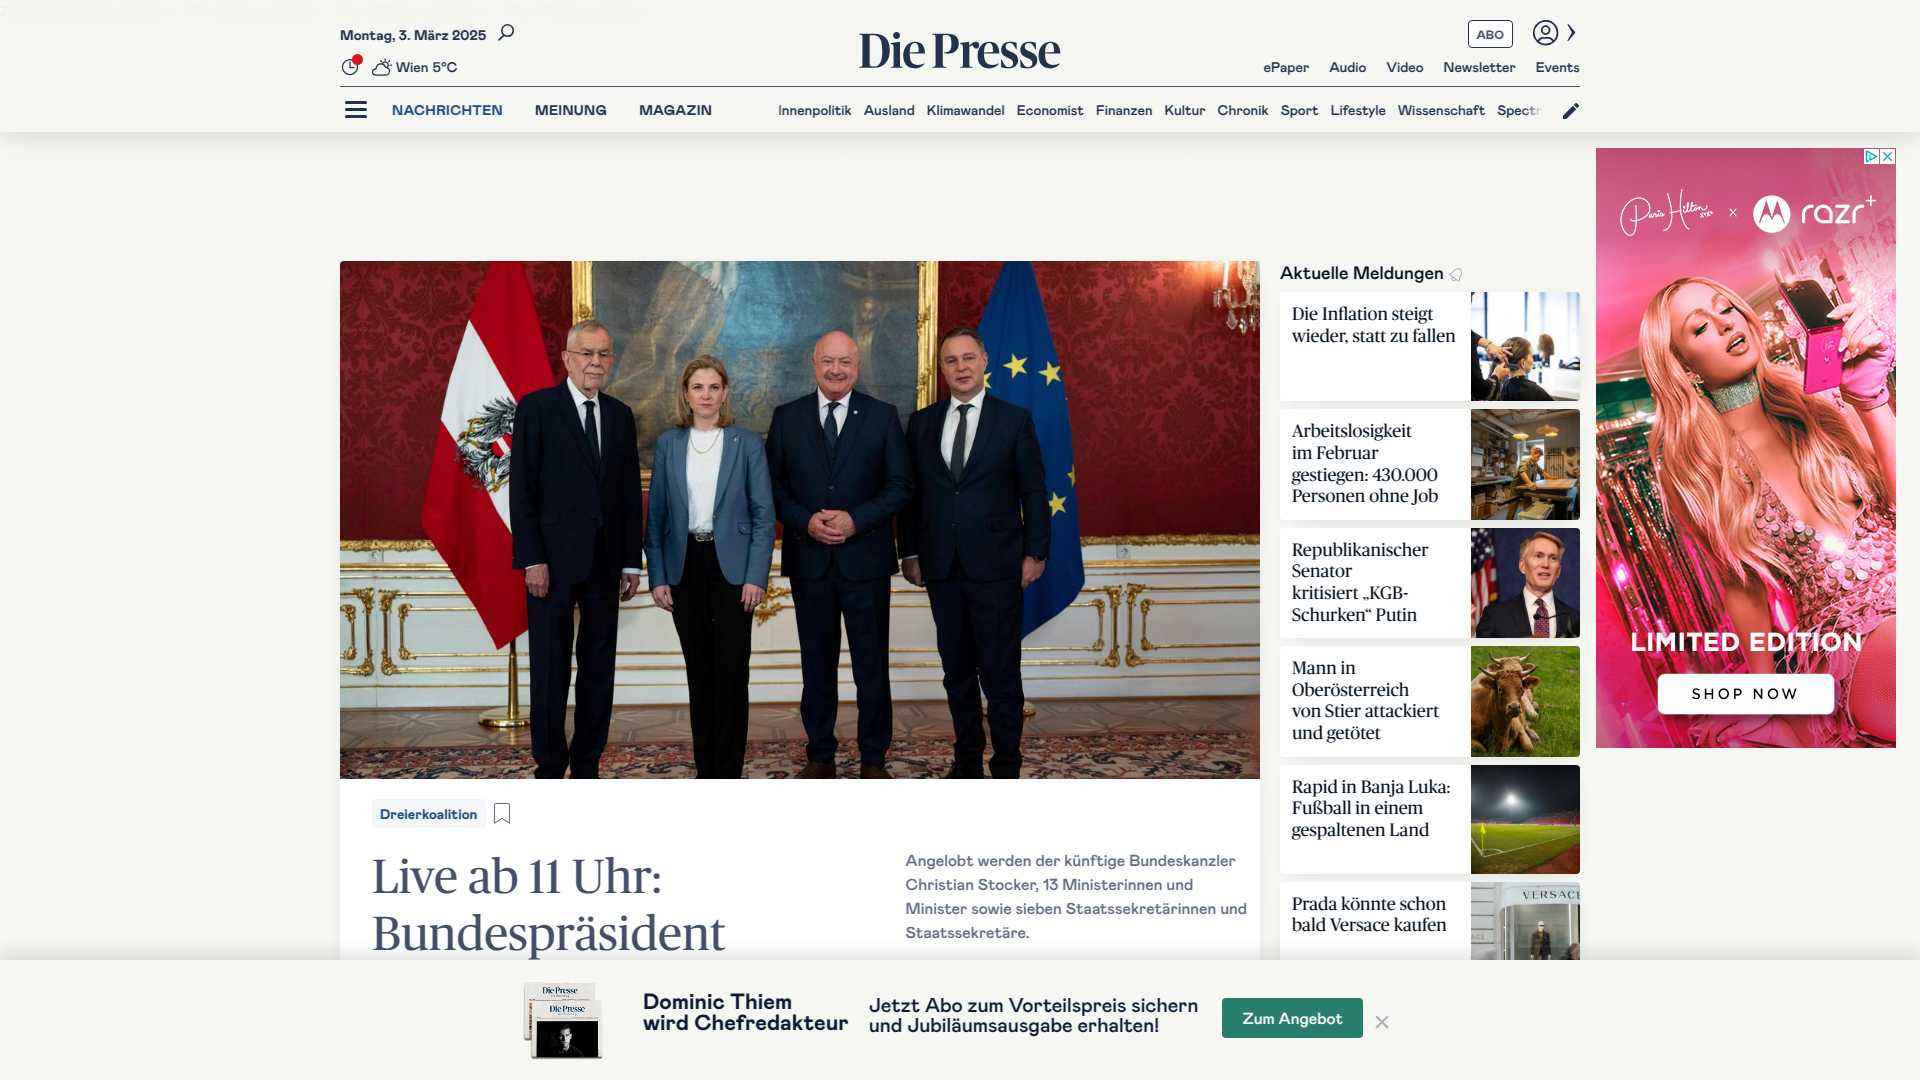 Montag, 3. März 2025
Die Presse
ABO
Wien 5°C
ePaper Audio Video Newsletter Events
NACHRICHTEN MEINUNG MAGAZIN
Innenpolitik Ausland Klimawandel Economist Finanzen Kultur Chronik Sport Lifestyle Wissenschaft Spectr
Dreierkoalition
Live ab 11 Uhr:
Bundespräsident
Angelobt werden der künftige Bundeskanzler
Christian Stocker, 13 Ministerinnen und
Minister sowie sieben Staatssekretärinnen und
Staatssekretäre.
Aktuelle Meldungen
Die Inflation steigt
wieder, statt zu fallen
Arbeitslosigkeit
im Februar
gestiegen: 430.000
Personen ohne Job
Republikanischer
Senator
kritisiert „KGB-
Schurken“ Putin
Mann in
Oberösterreich
von Stier attackiert
und getötet
Rapid in Banja Luka:
Fußball in einem
gespaltenen Land
Prada könnte schon
bald Versace kaufen
VERSACE
Paris Hilton x razr+
LIMITED EDITION
SHOP NOW
Die Presse
Die Presse
Dominic Thiem
wird Chefredakteur
Jetzt Abo zum Vorteilspreis sichern
und Jubiläumsausgabe erhalten!
Zum Angebot